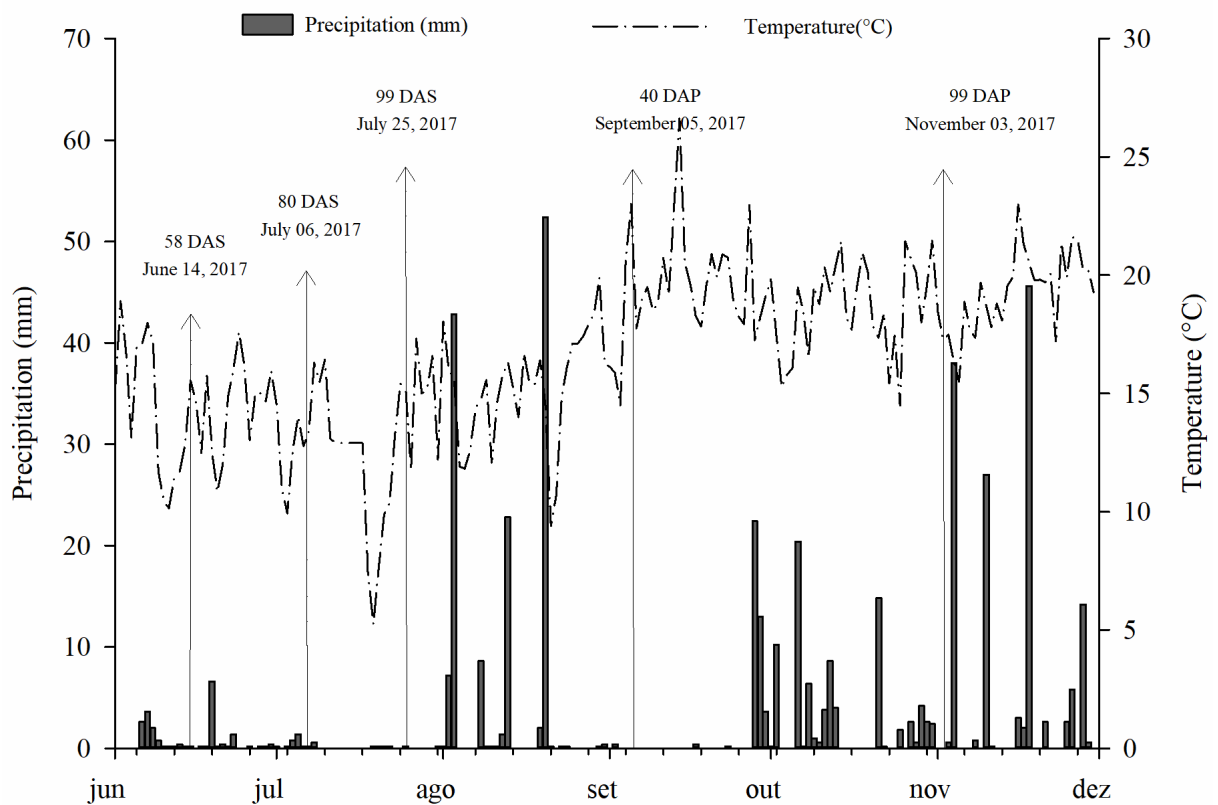 Precipitation (mm)
Temperature(°C)
70
60
50
40
30
20
10
0
Precipitation (mm)
58 DAS
June 14, 2017
80 DAS
July 06, 2017
99 DAS
July 25, 2017
40 DAP
September 05, 2017
99 DAP
November 03, 2017
30
25
20
15
10
5
0
Temperature (°C)
jun
jul
ago
set
out
nov
dez